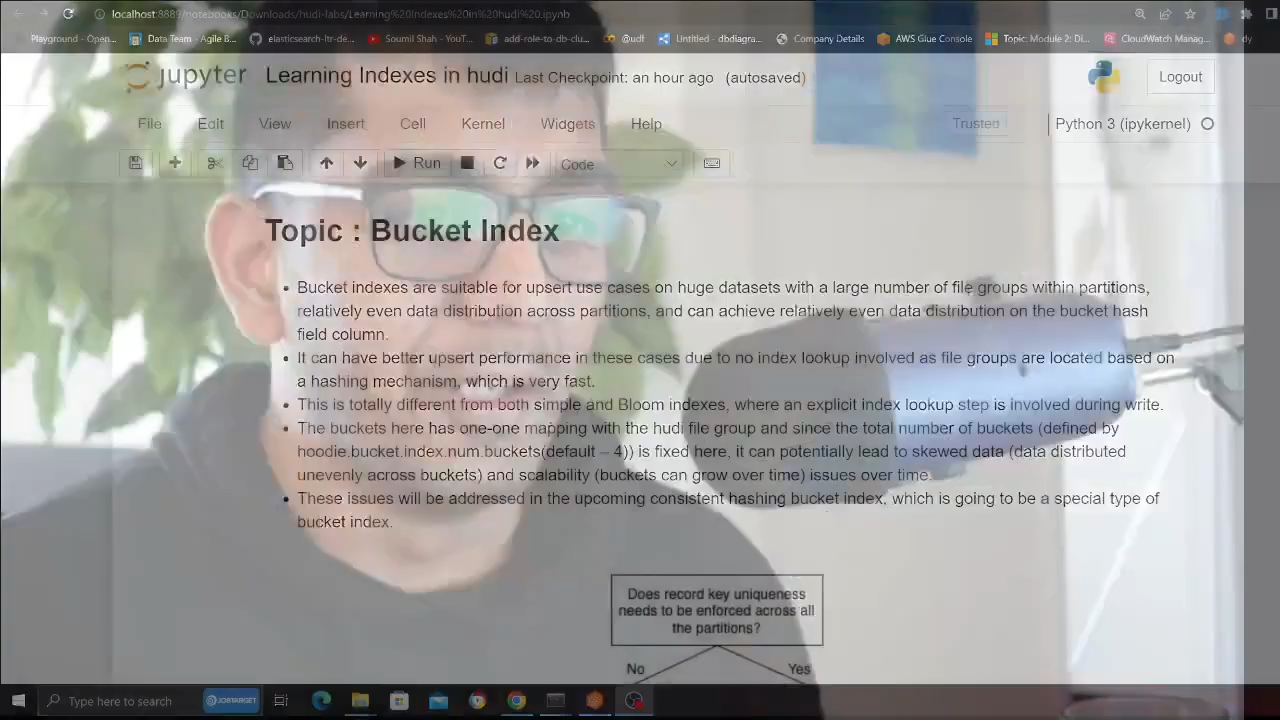 localhost:8889/notebooks/Downloads/hudi-labs/Learning%20Indexes%20in%20hudi%20.ipynb
Playground - Open... Data Team - Agile B... elasticsearch-ltr-de... Soumil Shah - YouT... add-role-to-db-clu... @udf Untitled - dbdiagra... Company Details AWS Glue Console Topic: Module 2: Di... CloudWatch Manag... dy
jupyter Learning Indexes in hudi Last Checkpoint: an hour ago (autosaved) Logout
File Edit View Insert Cell Kernel Widgets Help Trusted Python 3 (ipykernel)
Run Code
Topic : Bucket Index
Bucket indexes are suitable for upsert use cases on huge datasets with a large number of file groups within partitions,
relatively even data distribution across partitions, and can achieve relatively even data distribution on the bucket hash
field column.
It can have better upsert performance in these cases due to no index lookup involved as file groups are located based on
a hashing mechanism, which is very fast.
This is totally different from both simple and Bloom indexes, where an explicit index lookup step is involved during write.
The buckets here has one-one mapping with the hudi file group and since the total number of buckets (defined by
hoodie.bucket.index.num.buckets(default – 4)) is fixed here, it can potentially lead to skewed data (data distributed
unevenly across buckets) and scalability (buckets can grow over time) issues over time.
These issues will be addressed in the upcoming consistent hashing bucket index, which is going to be a special type of
bucket index.
Does record key uniqueness
needs to be enforced across all
the partitions?
No Yes
Type here to search JOBTARGET